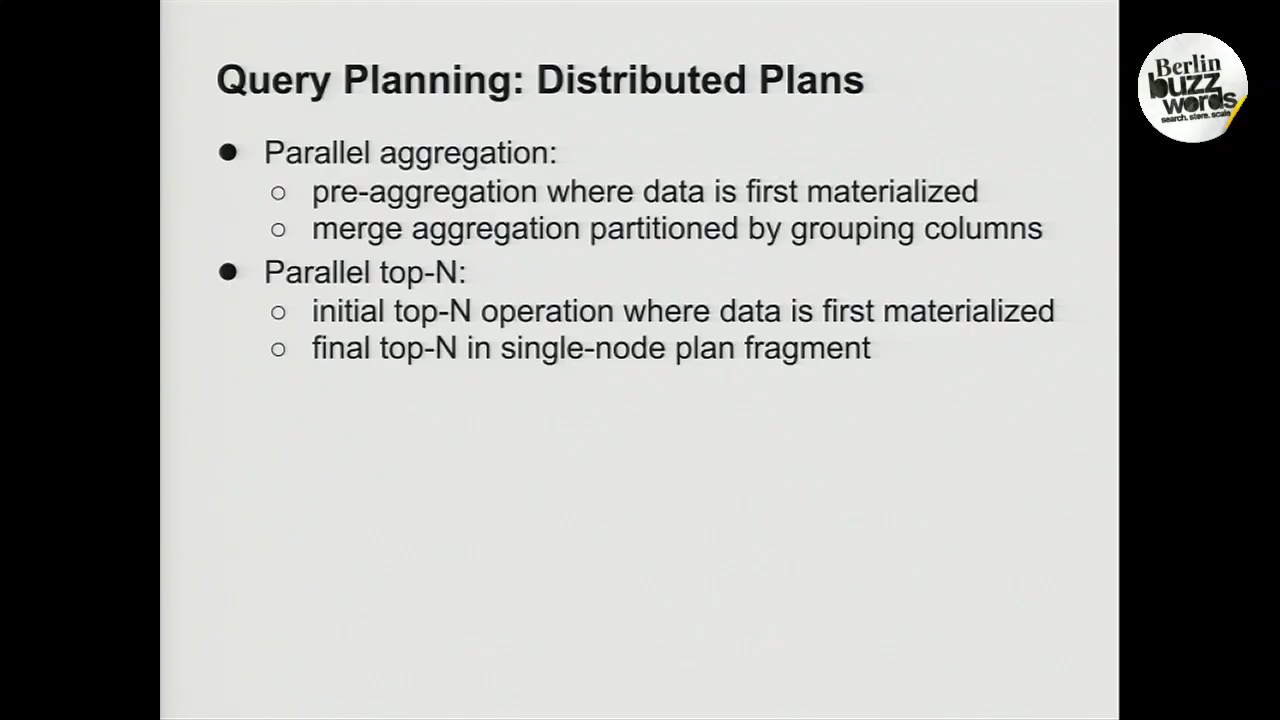 Query Planning: Distributed Plans
● Parallel aggregation:
○ pre-aggregation where data is first materialized
○ merge aggregation partitioned by grouping columns
● Parallel top-N:
○ initial top-N operation where data is first materialized
○ final top-N in single-node plan fragment
Berlin
buzz
words
search. store. scale